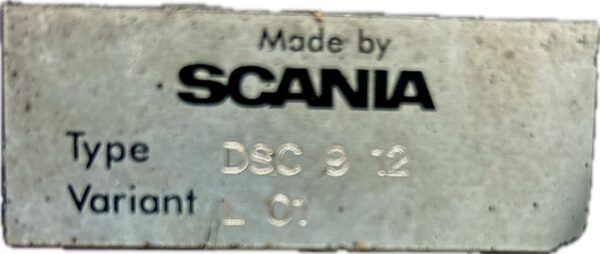 Made by
SCANIA
Type DSC 9 12
Variant L 01